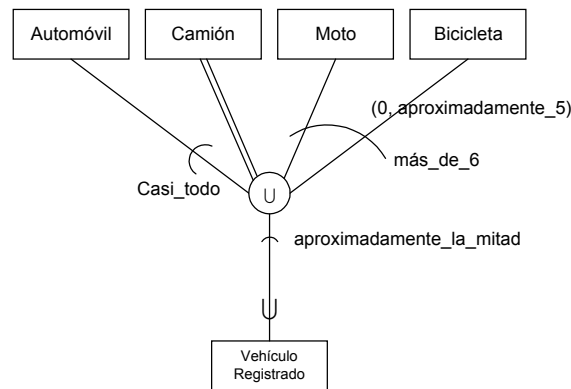 Automóvil
Camión
Moto
Bicicleta
(0, aproximadamente_5)
más_de_6
Casi_todo
U
aproximadamente_la_mitad
U
Vehículo
Registrado